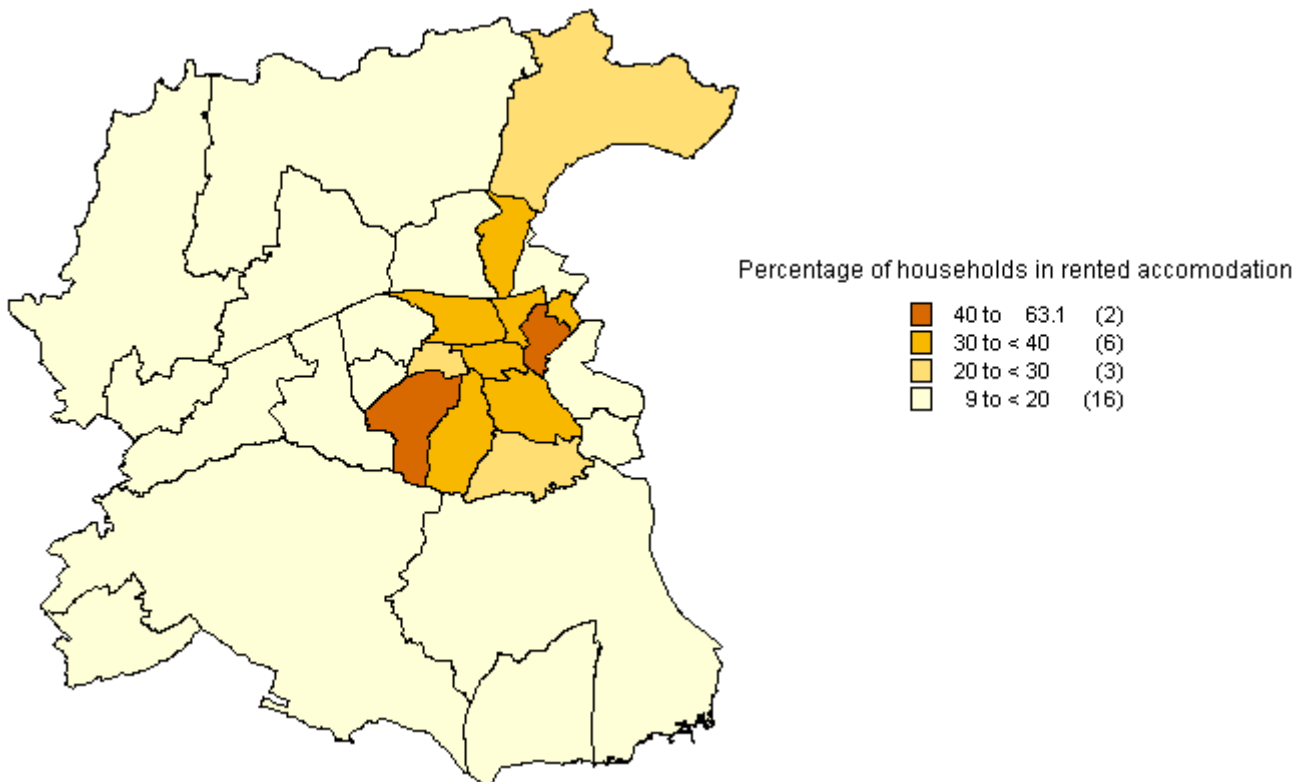 Percentage of households in rented accomodation
40 to 63.1 (2)
30 to < 40 (6)
20 to < 30 (3)
9 to < 20 (16)